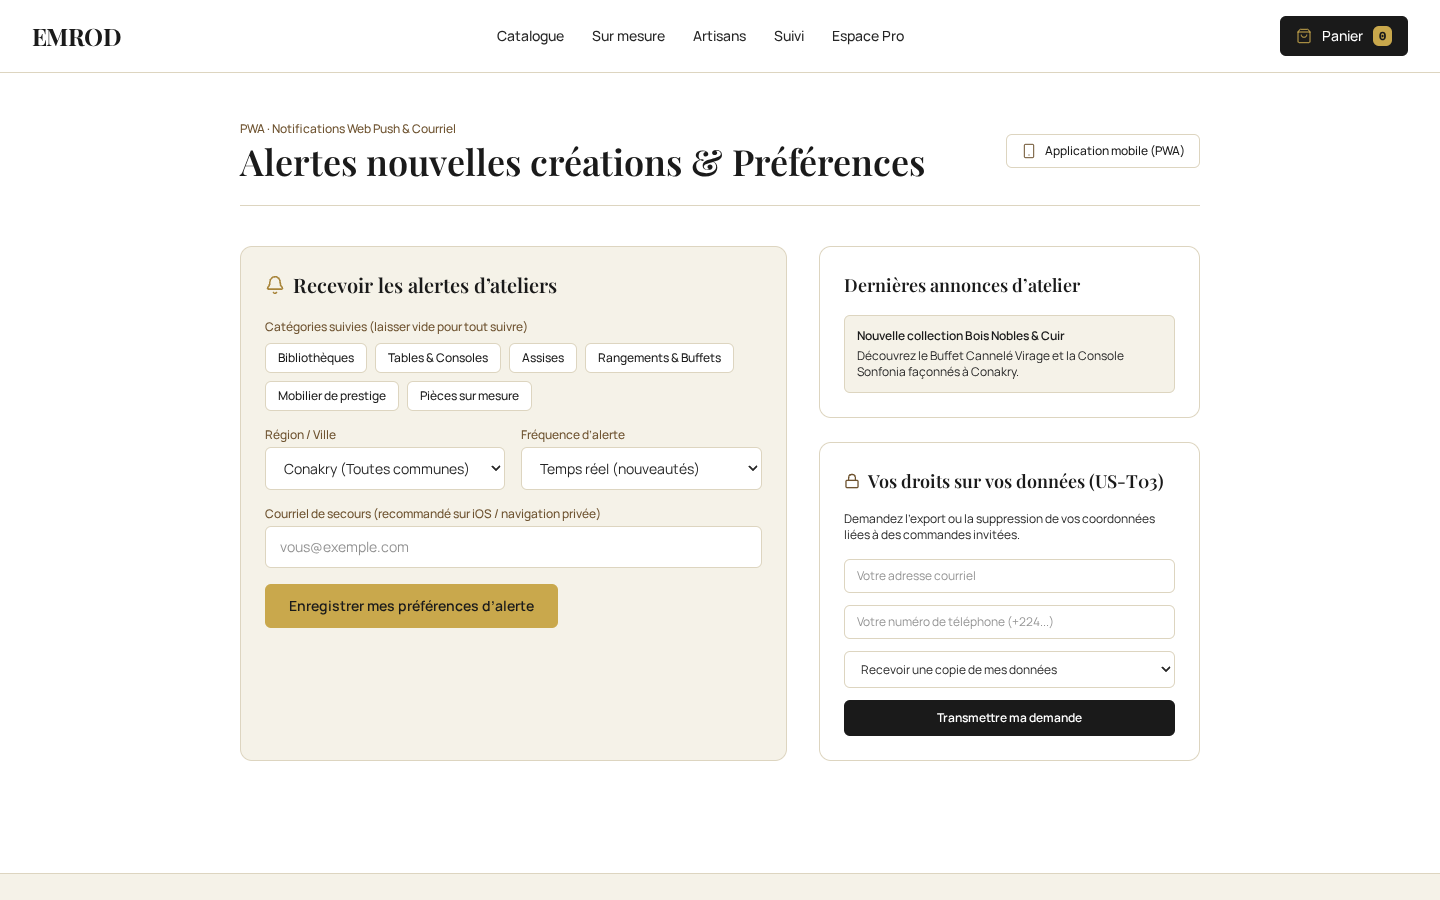 EMROD
Catalogue
Sur mesure
Artisans
Suivi
Espace Pro
Panier
0
PWA · Notifications Web Push & Courriel
Alertes nouvelles créations & Préférences
Application mobile (PWA)
Recevoir les alertes d’ateliers
Catégories suivies (laisser vide pour tout suivre)
Bibliothèques
Tables & Consoles
Assises
Rangements & Buffets
Mobilier de prestige
Pièces sur mesure
Région / Ville
Fréquence d’alerte
Conakry (Toutes communes)
Temps réel (nouveautés)
Courriel de secours (recommandé sur iOS / navigation privée)
vous@exemple.com
Enregistrer mes préférences d’alerte
Dernières annonces d’atelier
Nouvelle collection Bois Nobles & Cuir
Découvrez le Buffet Cannelé Virage et la Console
Sonfonia façonnés à Conakry.
Vos droits sur vos données (US-T03)
Demandez l’export ou la suppression de vos coordonnées
liées à des commandes invitées.
Votre adresse courriel
Votre numéro de téléphone (+224...)
Recevoir une copie de mes données
Transmettre ma demande